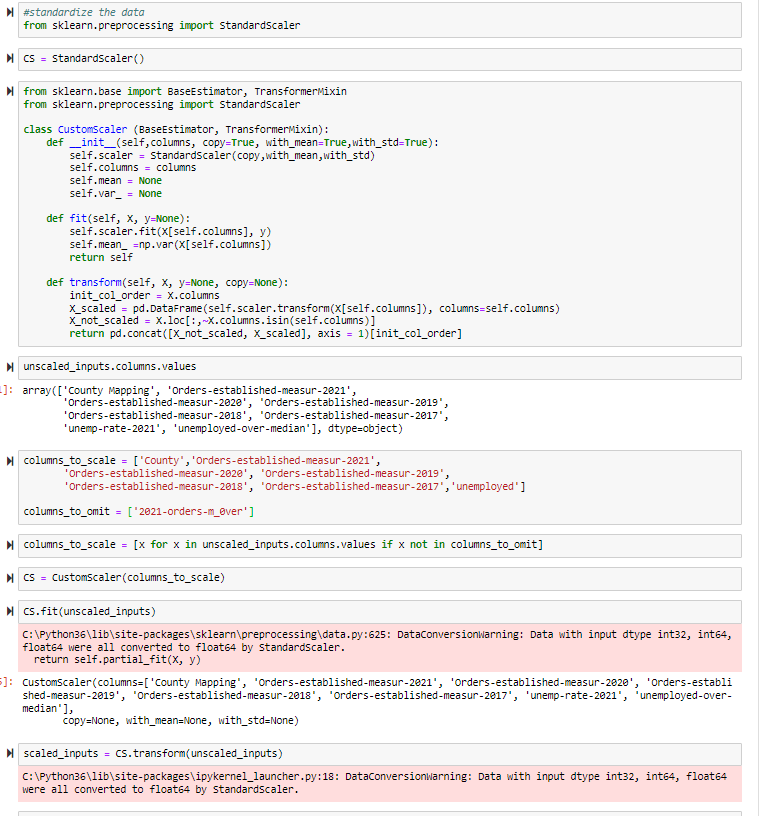 #standardize the data
from sklearn.preprocessing import StandardScaler
CS = StandardScaler()
from sklearn.base import BaseEstimator, TransformerMixin
from sklearn.preprocessing import StandardScaler
class CustomScaler (BaseEstimator, TransformerMixin):
def __init__(self,columns, copy=True, with_mean=True,with_std=True):
self.scaler = StandardScaler(copy,with_mean,with_std)
self.columns = columns
self.mean = None
self.var_ = None
def fit(self, X, y=None):
self.scaler.fit(X[self.columns], y)
self.mean_ =np.var(X[self.columns])
return self
def transform(self, X, y=None, copy=None):
init_col_order = X.columns
X_scaled = pd.DataFrame(self.scaler.transform(X[self.columns]), columns=self.columns)
X_not_scaled = X.loc[:,~X.columns.isin(self.columns)]
return pd.concat([X_not_scaled, X_scaled], axis = 1)[init_col_order]
unscaled_inputs.columns.values
]: array(['County Mapping', 'Orders-established-measur-2021',
'Orders-established-measur-2020', 'Orders-established-measur-2019',
'Orders-established-measur-2018', 'Orders-established-measur-2017',
'unemp-rate-2021', 'unemployed-over-median'], dtype=object)
columns_to_scale = ['County','Orders-established-measur-2021',
'Orders-established-measur-2020', 'Orders-established-measur-2019',
'Orders-established-measur-2018', 'Orders-established-measur-2017','unemployed']
columns_to_omit = ['2021-orders-m_0ver']
columns_to_scale = [x for x in unscaled_inputs.columns.values if x not in columns_to_omit]
CS = CustomScaler(columns_to_scale)
CS.fit(unscaled_inputs)
C:\Python36\lib\site-packages\sklearn\preprocessing\data.py:625: DataConversionWarning: Data with input dtype int32, int64,
float64 were all converted to float64 by StandardScaler.
return self.partial_fit(X, y)
]: CustomScaler(columns=['County Mapping', 'Orders-established-measur-2021', 'Orders-established-measur-2020', 'Orders-establi
shed-measur-2019', 'Orders-established-measur-2018', 'Orders-established-measur-2017', 'unemp-rate-2021', 'unemployed-over-
median'],
copy=None, with_mean=None, with_std=None)
scaled_inputs = CS.transform(unscaled_inputs)
C:\Python36\lib\site-packages\ipykernel_launcher.py:18: DataConversionWarning: Data with input dtype int32, int64, float64
were all converted to float64 by StandardScaler.